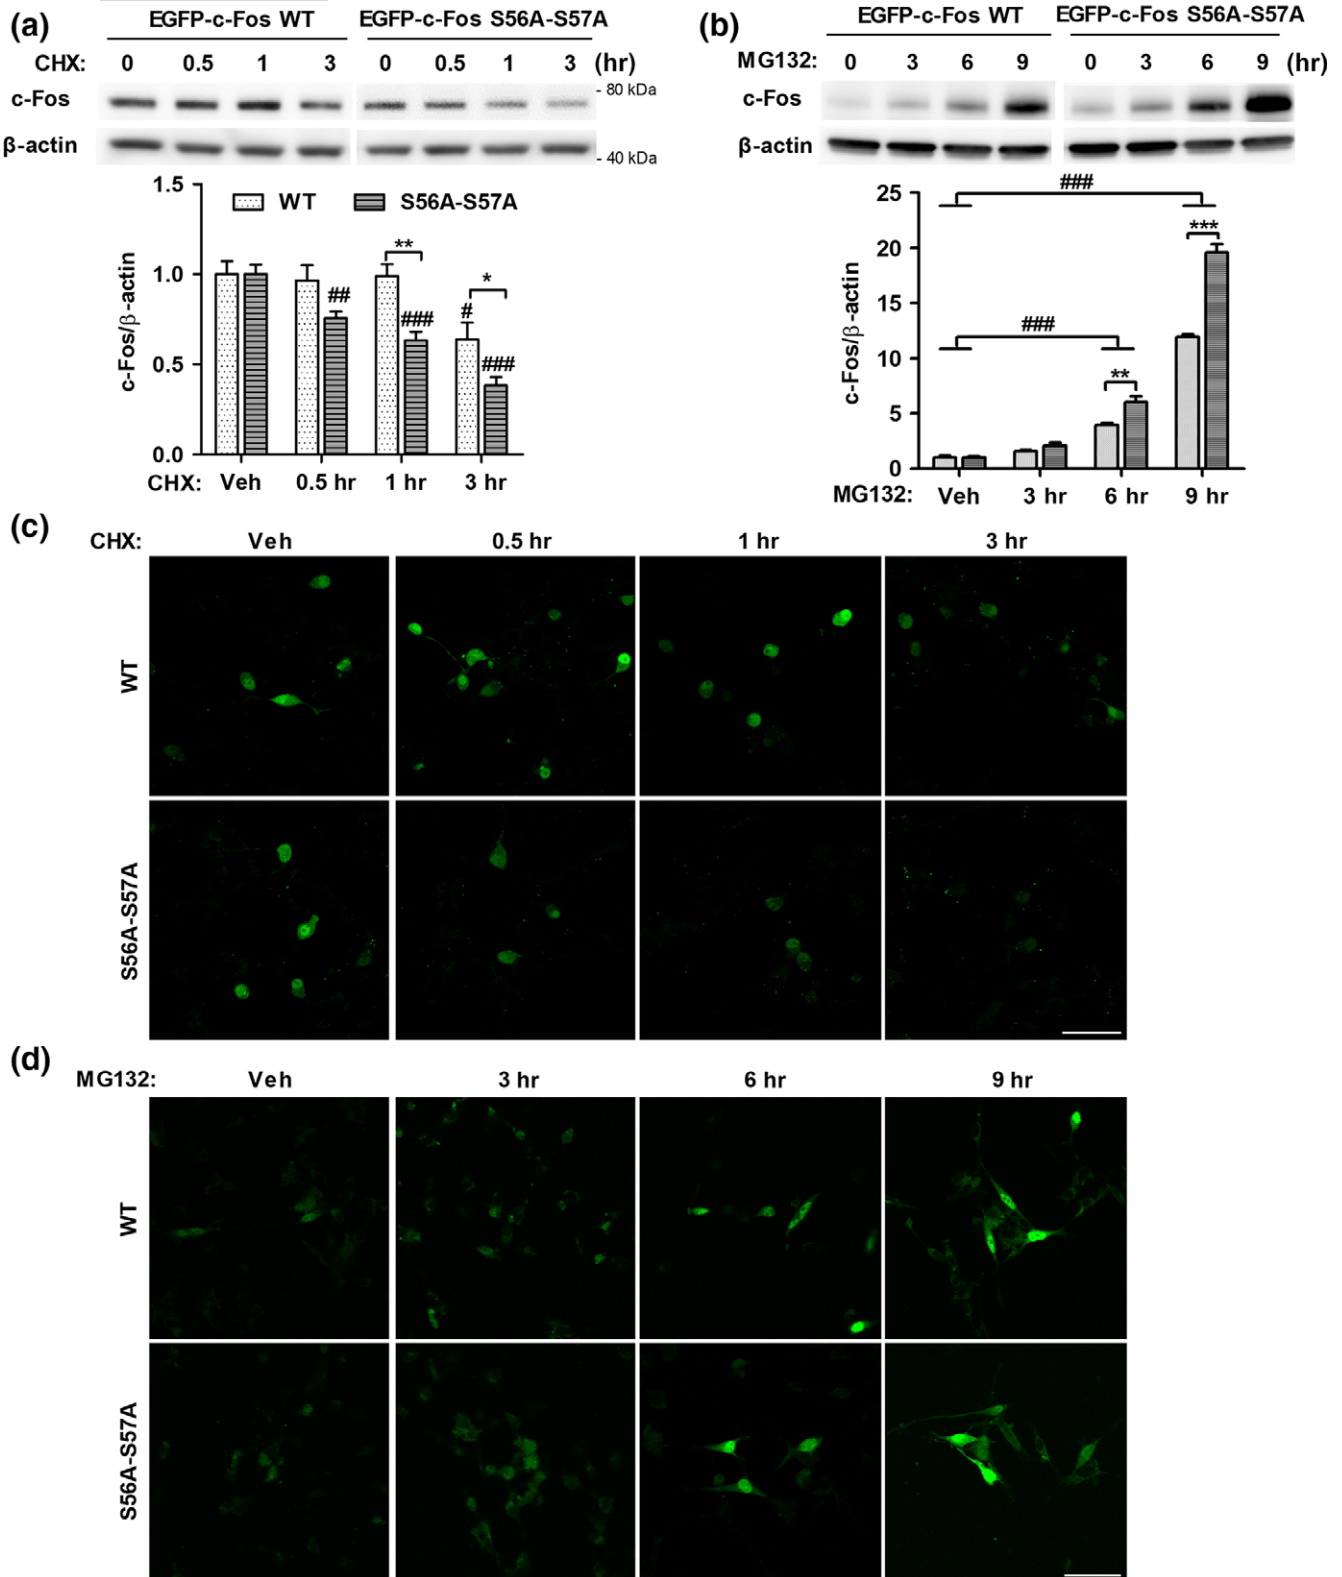 (a)
EGFP-c-Fos WT EGFP-c-Fos S56A-S57A
CHX: 0 0.5 1 3 0 0.5 1 3 (hr)
c-Fos
- 80 kDa
β-actin
- 40 kDa
1.5
1.0
0.5
0.0
c-Fos/β-actin
WT S56A-S57A
##
**
###
#
*
###
CHX: Veh 0.5 hr 1 hr 3 hr
(b)
EGFP-c-Fos WT EGFP-c-Fos S56A-S57A
MG132: 0 3 6 9 0 3 6 9 (hr)
c-Fos
β-actin
25
20
15
10
5
0
c-Fos/β-actin
###
***
###
**
MG132: Veh 3 hr 6 hr 9 hr
(c)
CHX: Veh 0.5 hr 1 hr 3 hr
WT
S56A-S57A
(d)
MG132: Veh 3 hr 6 hr 9 hr
WT
S56A-S57A